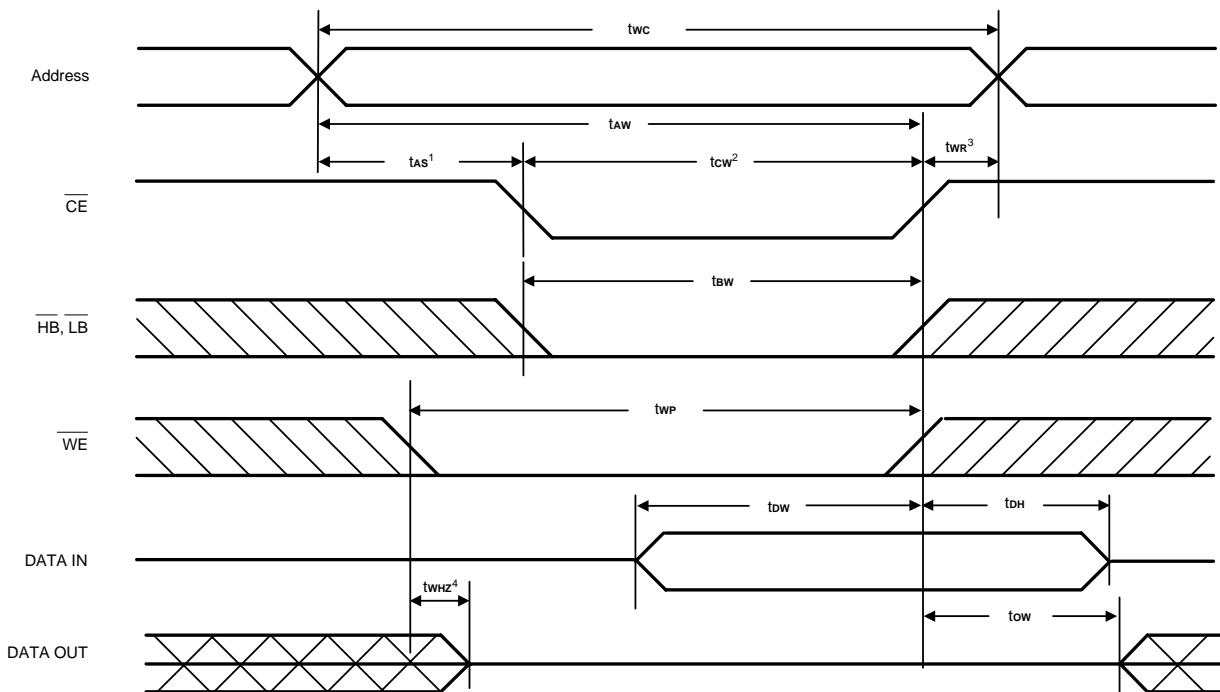 tWC
Address
tAW
tAS¹ tCW² tWR³
CE
tBW
HB, LB
tWP
WE
tDW tDH
DATA IN
tWHZ⁴
tOW
DATA OUT